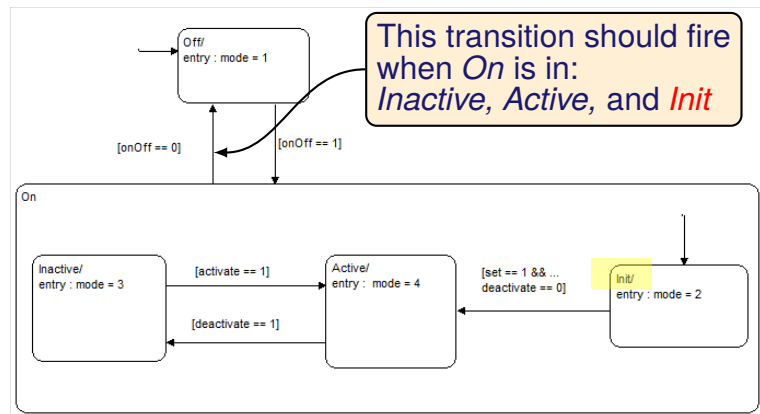 Off/
entry : mode = 1
This transition should fire
when On is in:
Inactive, Active, and Init
[onOff == 0]
[onOff == 1]
On
Inactive/
entry : mode = 3
[activate == 1]
[deactivate == 1]
Active/
entry :  mode = 4
[set == 1 && ...
deactivate == 0]
Init/
entry : mode = 2